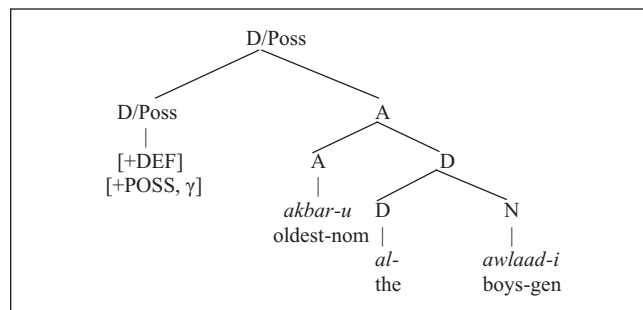 D/Poss
D/Poss A
[+DEF] A D
[+POSS, γ]
akbar-u D N
oldest-nom
al- awlaad-i
the boys-gen